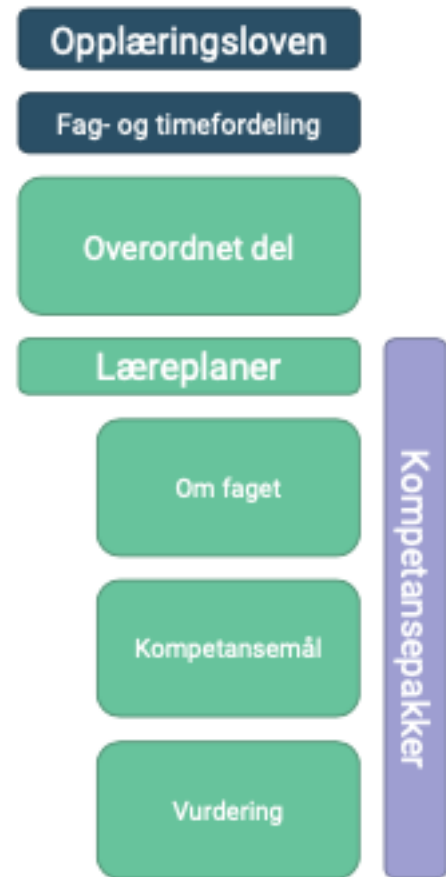 Opplæringsloven
Fag- og timefordeling
Overordnet del
Læreplaner
Om faget
Kompetansemål
Vurdering
Kompetansepakker